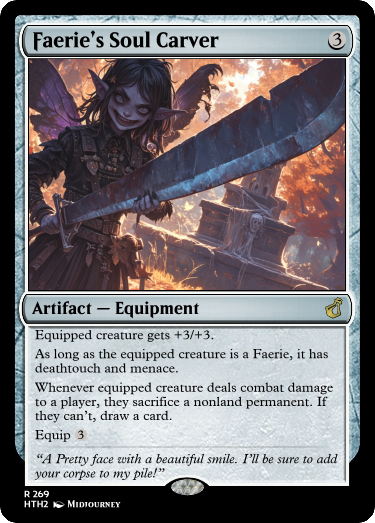 Faerie's Soul Carver 3
Artifact — Equipment
Equipped creature gets +3/+3.
As long as the equipped creature is a Faerie, it has
deathtouch and menace.
Whenever equipped creature deals combat damage
to a player, they sacrifice a nonland permanent. If
they can't, draw a card.
Equip 3
"A Pretty face with a beautiful smile. I'll be sure to add
your corpse to my pile!"
R 269
HTH2 Midjourney